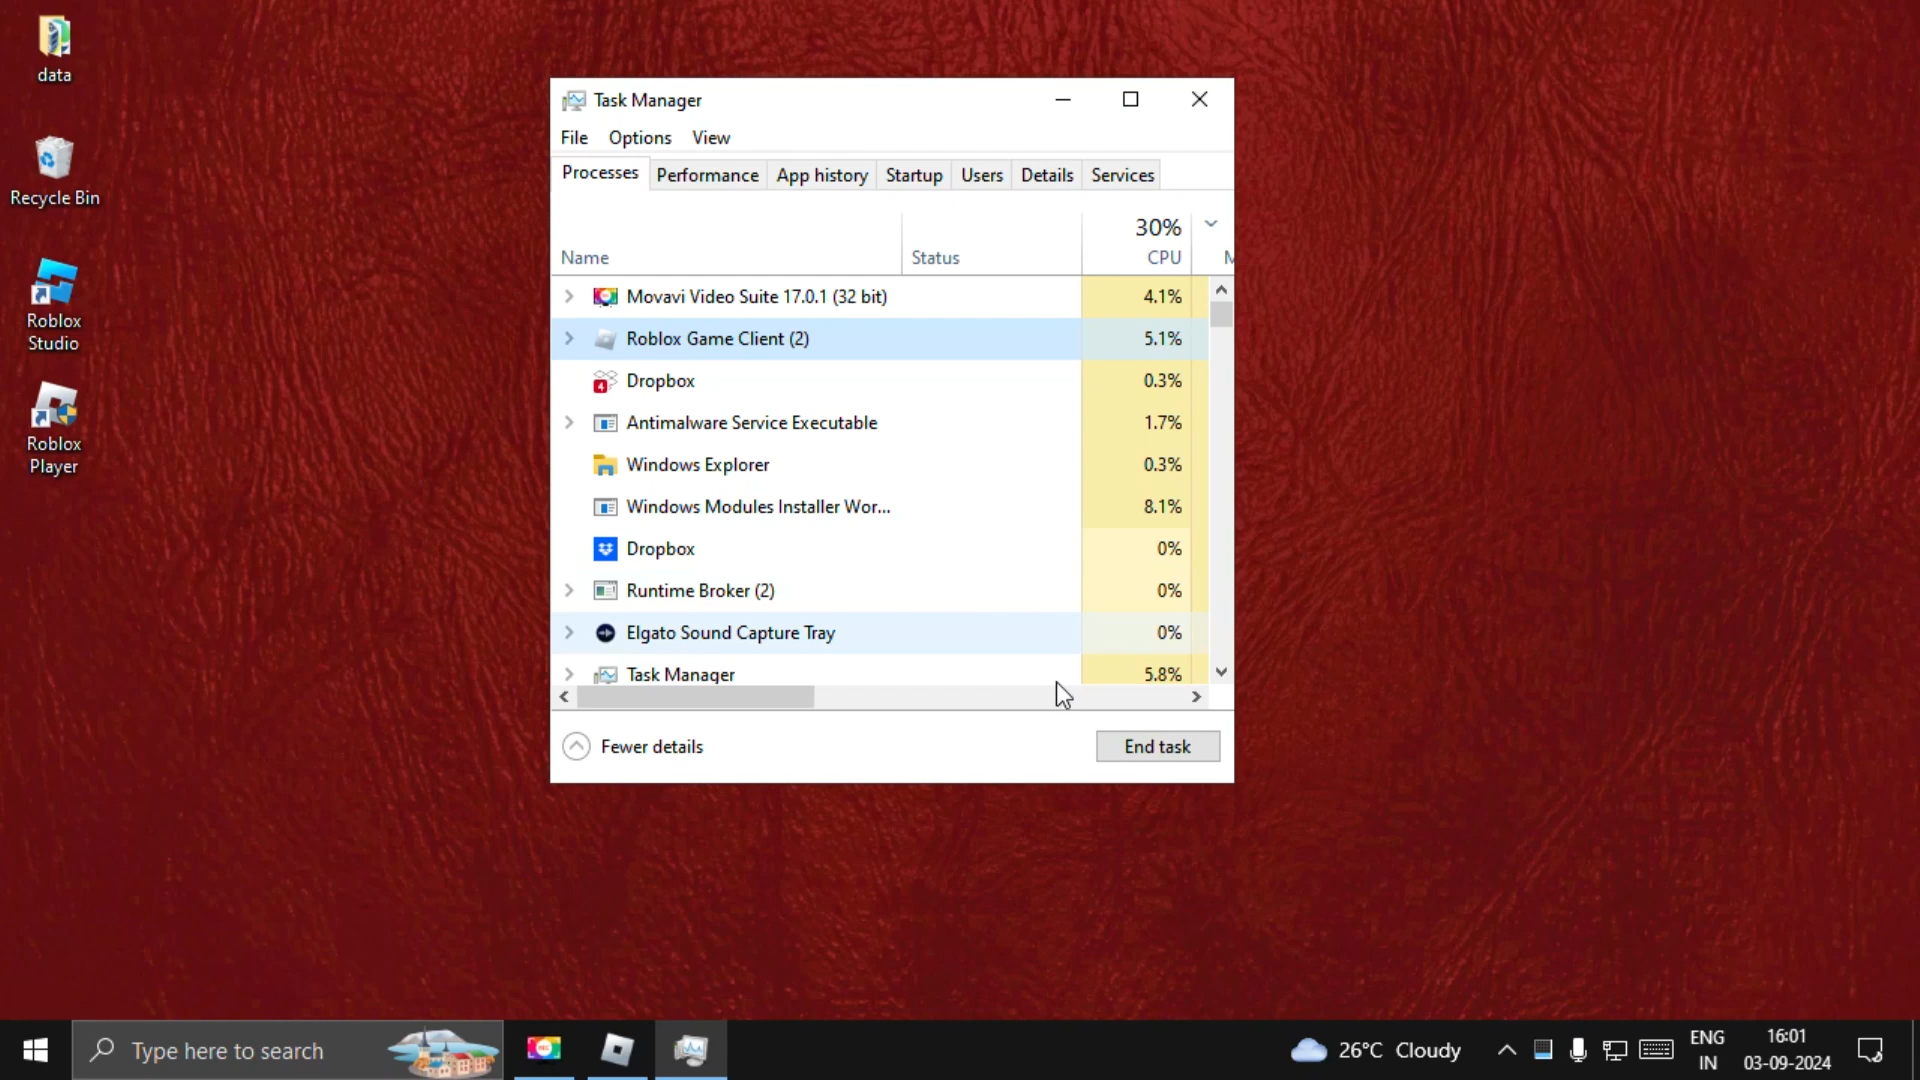 data
Recycle Bin
Roblox
Studio
Roblox
Player
Task Manager
File Options View
Processes Performance App history Startup Users Details Services
30%
Name Status CPU
Movavi Video Suite 17.0.1 (32 bit) 4.1%
Roblox Game Client (2) 5.1%
4
Dropbox 0.3%
Antimalware Service Executable 1.7%
Windows Explorer 0.3%
Windows Modules Installer Wor... 8.1%
Dropbox 0%
Runtime Broker (2) 0%
Elgato Sound Capture Tray 0%
Task Manager 5.8%
Fewer details End task
Type here to search
26°C Cloudy
ENG
IN
16:01
03-09-2024